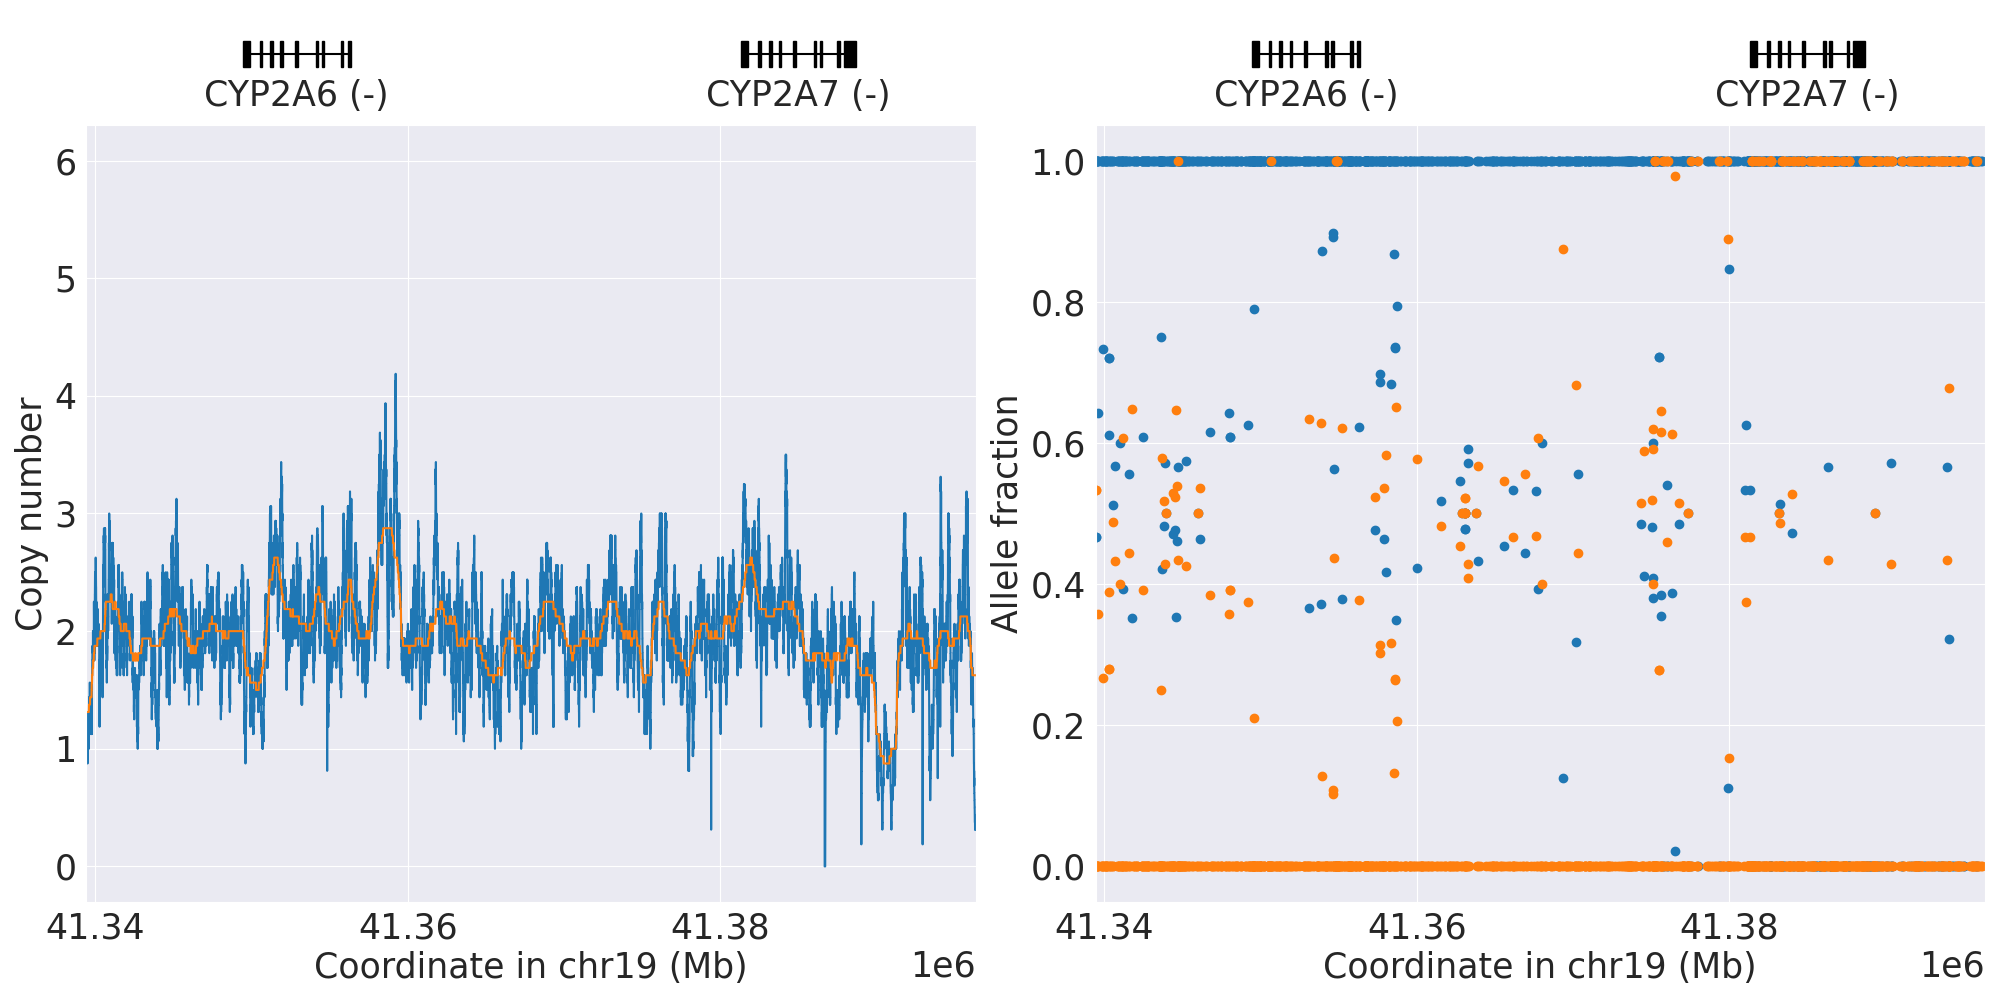 CYP2A6 (-) CYP2A7 (-)
6
5
4
3
2
1
0
Copy number
41.34 41.36 41.38
Coordinate in chr19 (Mb) 1e6
CYP2A6 (-) CYP2A7 (-)
1.0
0.8
0.6
0.4
0.2
0.0
Allele fraction
41.34 41.36 41.38
Coordinate in chr19 (Mb) 1e6